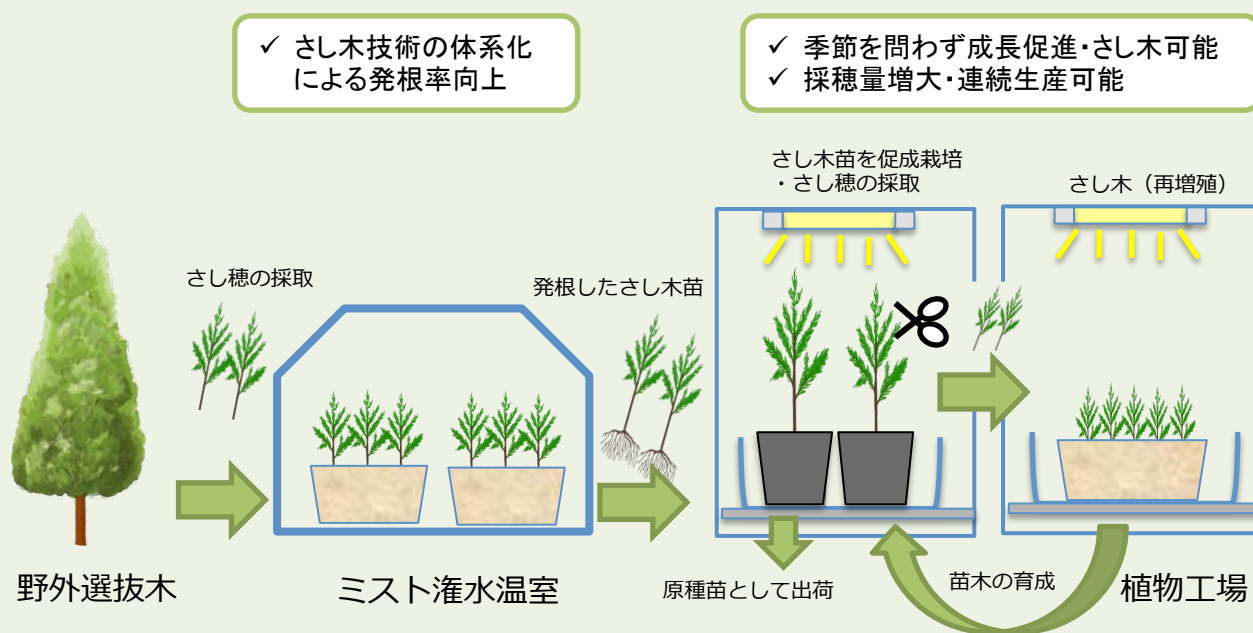 ✓ さし木技術の体系化
による発根率向上
✓ 季節を問わず成長促進・さし木可能
✓ 採穂量増大・連続生産可能
さし木苗を促成栽培
・さし穂の採取
さし木（再増殖）
さし穂の採取
発根したさし木苗
野外選抜木
ミスト潅水温室
原種苗として出荷
苗木の育成
植物工場